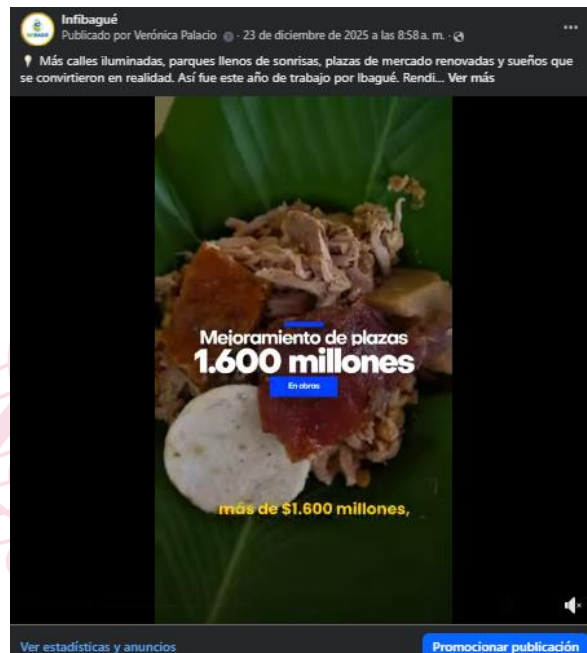 Infibagué
Publicado por Verónica Palacio · 23 de diciembre de 2025 a las 8:58 a. m. ·
Más calles iluminadas, parques llenos de sonrisas, plazas de mercado renovadas y sueños que
se convirtieron en realidad. Así fue este año de trabajo por Ibagué. Rendi... Ver más
Mejoramiento de plazas
1.600 millones
En obras
más de $1.600 millones,
Ver estadísticas y anuncios
Promocionar publicación